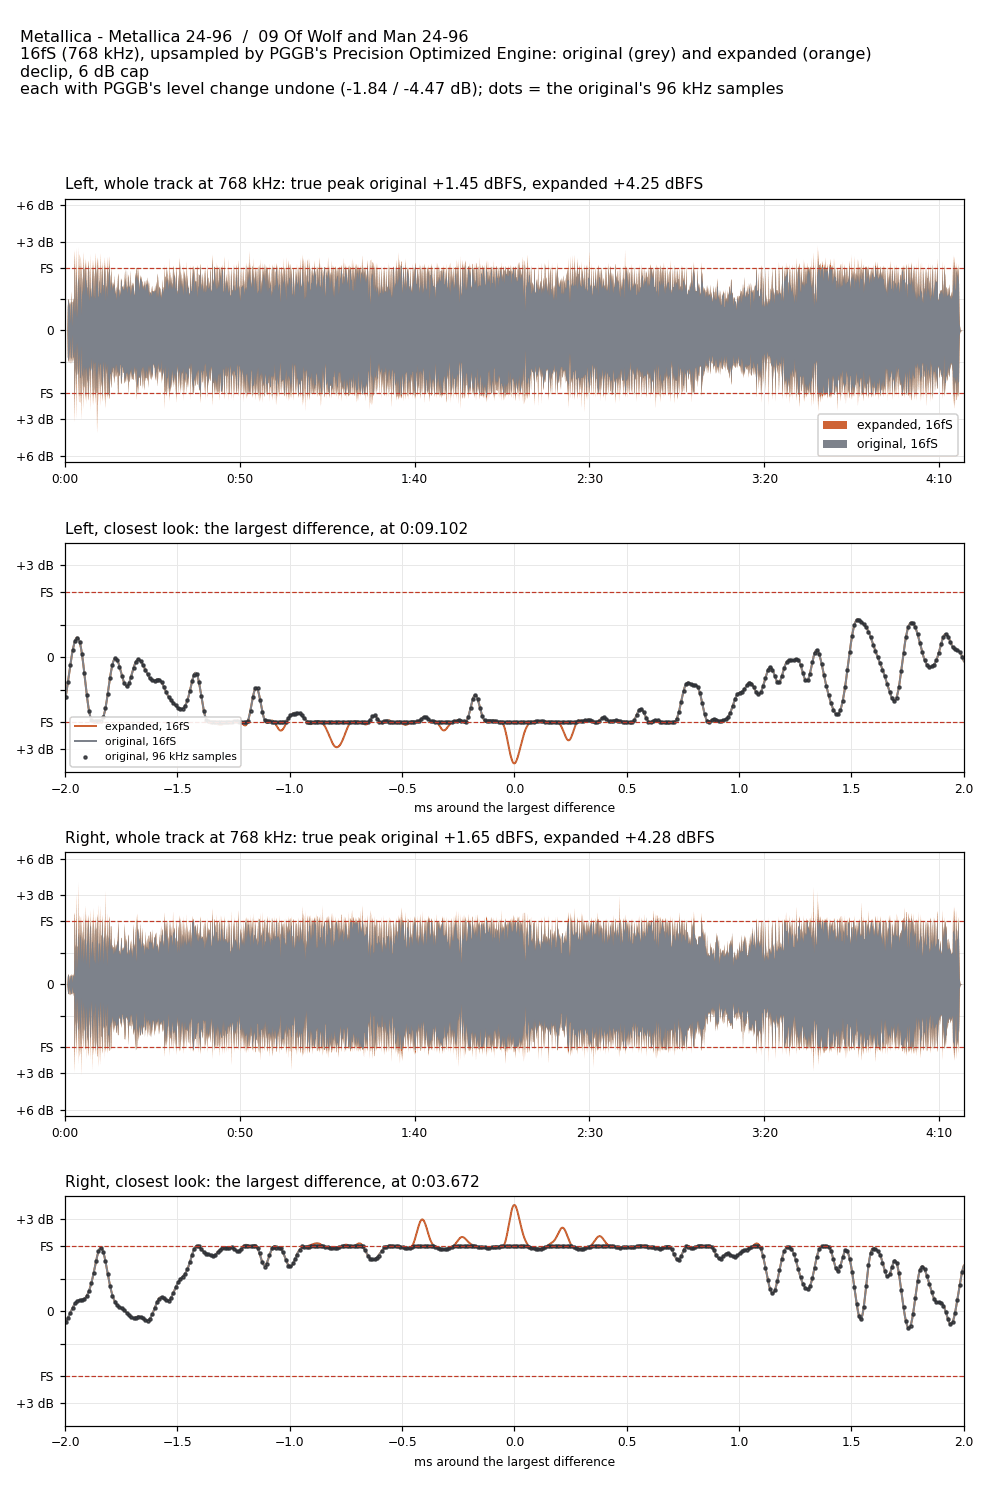 Metallica - Metallica 24-96  /  09 Of Wolf and Man 24-96
16fS (768 kHz), upsampled by PGGB's Precision Optimized Engine: original (grey) and expanded (orange)
declip, 6 dB cap
each with PGGB's level change undone (-1.84 / -4.47 dB); dots = the original's 96 kHz samples
Left, whole track at 768 kHz: true peak original +1.45 dBFS, expanded +4.25 dBFS
+6 dB
+3 dB
FS
0
FS
+3 dB
+6 dB
expanded, 16fS
original, 16fS
0:00 0:50 1:40 2:30 3:20 4:10
Left, closest look: the largest difference, at 0:09.102
+3 dB
FS
0
FS
+3 dB
expanded, 16fS
original, 16fS
original, 96 kHz samples
−2.0 −1.5 −1.0 −0.5 0.0 0.5 1.0 1.5 2.0
ms around the largest difference
Right, whole track at 768 kHz: true peak original +1.65 dBFS, expanded +4.28 dBFS
+6 dB
+3 dB
FS
0
FS
+3 dB
+6 dB
0:00 0:50 1:40 2:30 3:20 4:10
Right, closest look: the largest difference, at 0:03.672
+3 dB
FS
0
FS
+3 dB
−2.0 −1.5 −1.0 −0.5 0.0 0.5 1.0 1.5 2.0
ms around the largest difference